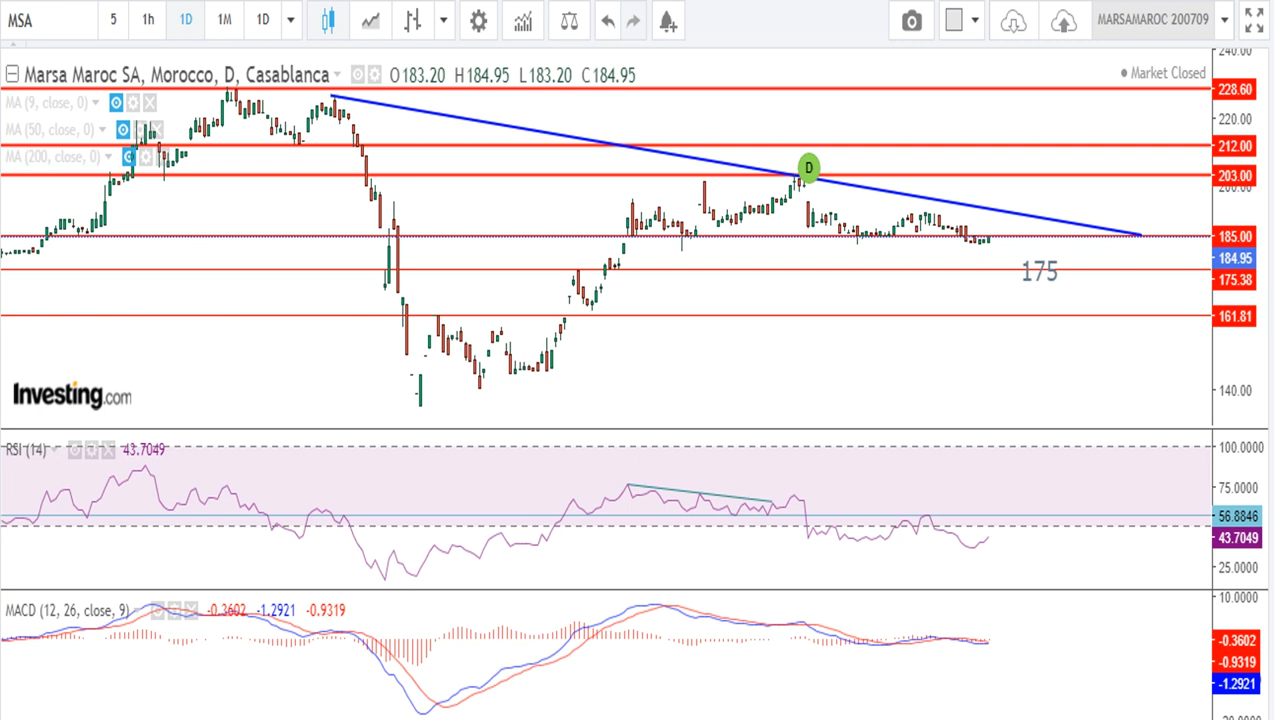 MSA 5 1h 1D 1M 1D MARSAMAROC 200709
Marsa Maroc SA, Morocco, D, Casablanca O183.20 H184.95 L183.20 C184.95
Market Closed
MA (9, close, 0)
MA (50, close, 0)
MA (200, close, 0)
D
175
240.00
228.60
220.00
212.00
203.00
200.00
185.00
184.95
175.38
161.81
140.00
Investing.com
RSI (14) 43.7049
100.0000
75.0000
56.8846
43.7049
25.0000
MACD (12, 26, close, 9) -0.3602 -1.2921 -0.9319
10.0000
-0.3602
-0.9319
-1.2921